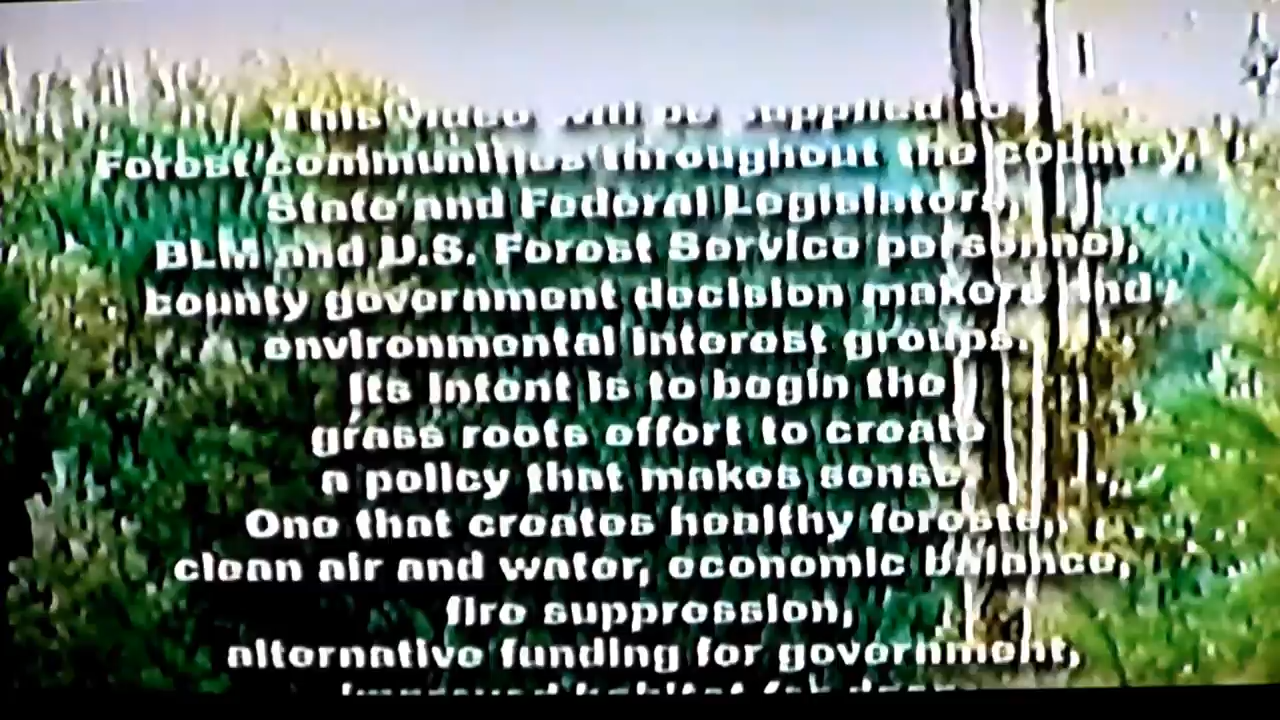 This video will be supplied to
Forest communities throughout the country,
State and Federal Legislators,
BLM and U.S. Forest Service personnel,
county government decision makers and
environmental interest groups.
Its intent is to begin the
grass roots effort to create
a policy that makes sense.
One that creates healthy forests,
clean air and water, economic balance,
fire suppression,
alternative funding for government,
improved habitat for